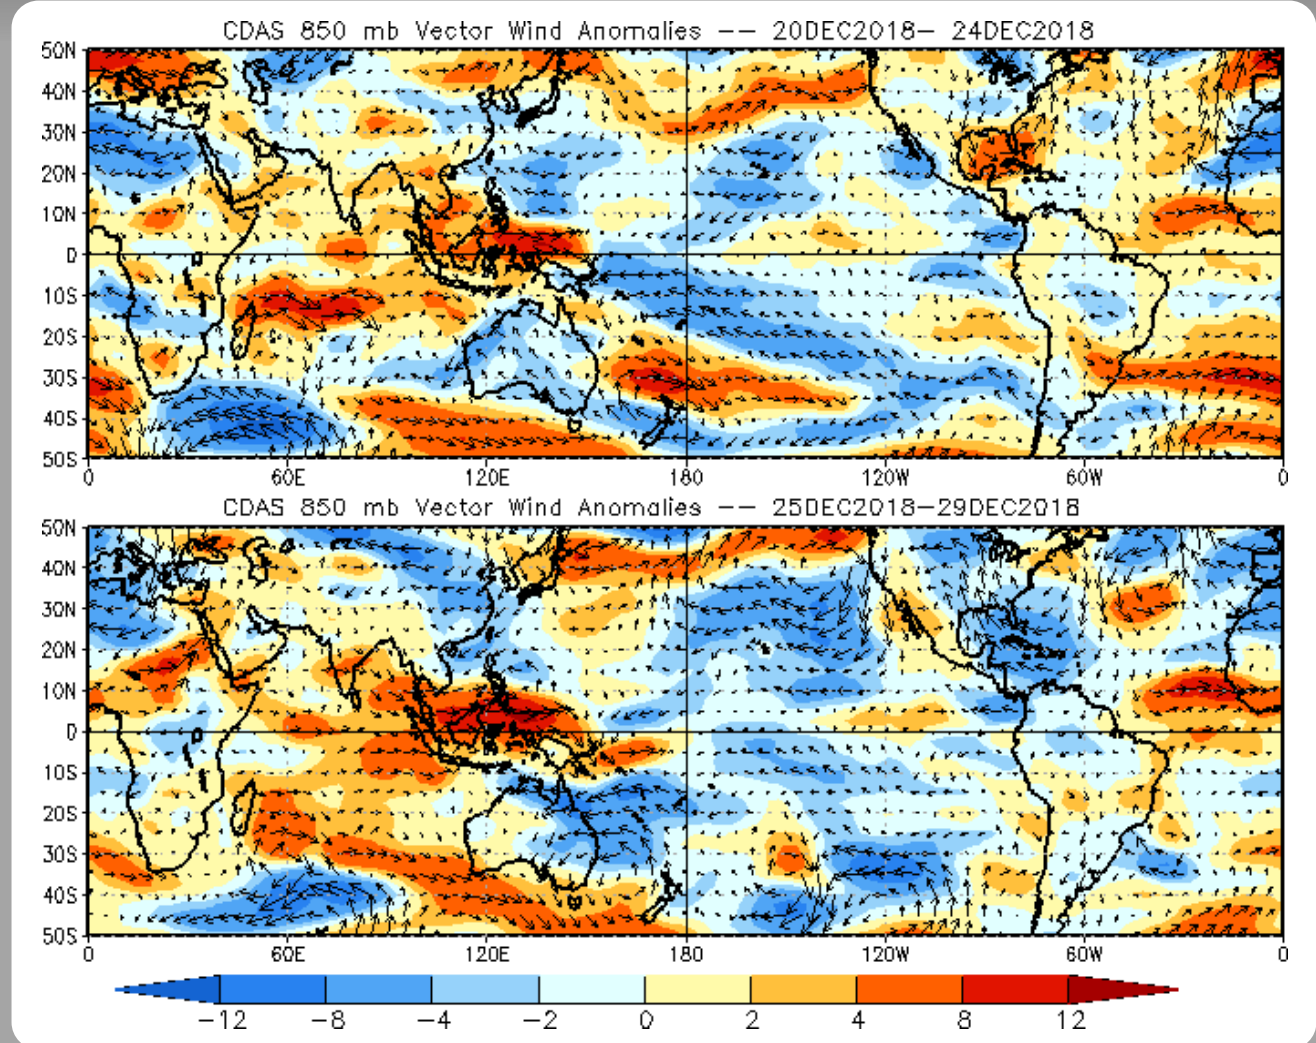 CDAS 850 mb Vector Wind Anomalies -- 20DEC2018- 24DEC2018
50N
40N
30N
20N
10N
0
10S
20S
30S
40S
50S
0 60E 120E 180 120W 60W 0
CDAS 850 mb Vector Wind Anomalies -- 25DEC2018-29DEC2018
50N
40N
30N
20N
10N
0
10S
20S
30S
40S
50S
0 60E 120E 180 120W 60W 0
-12 -8 -4 -2 0 2 4 8 12